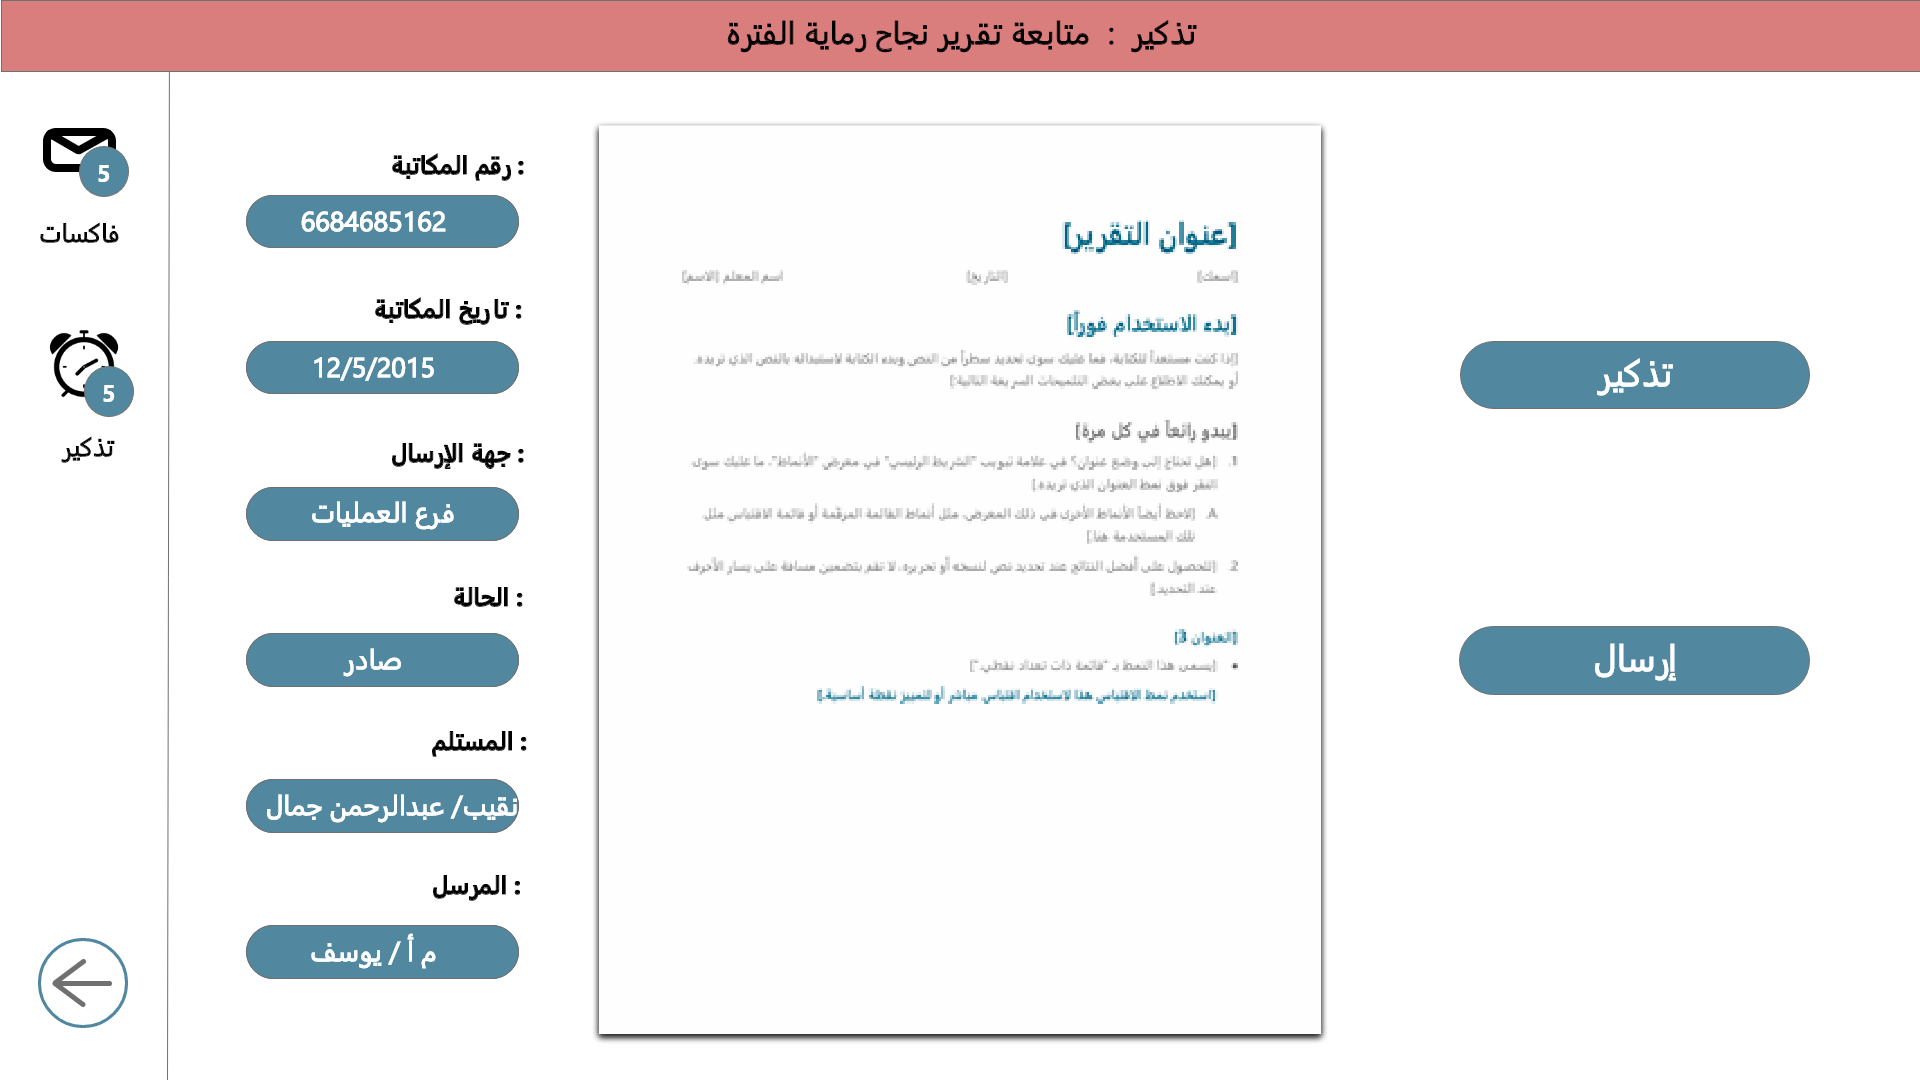 تذكير : متابعة تقرير نجاح رماية الفترة
5
فاكسات
5
تذكير
رقم المكاتبة :
6684685162
تاريخ المكاتبة :
12/5/2015
جهة الإرسال :
فرع العمليات
الحالة :
صادر
المستلم :
نقيب/ عبدالرحمن جمال
المرسل :
م أ / يوسف
[عنوان التقرير]
[اسمك] [التاريخ] اسم المعلم [الاسم]
[بدء الاستخدام فوراً]
[إذا كنت مستعداً للكتابة، فما عليك سوى تحديد سطراً من النص وبدء الكتابة لاستبداله بالنص الذي تريده.
أو يمكنك الاطلاع على بعض التلميحات السريعة التالية:]
[يبدو رائعاً في كل مرة]
1. [هل تحتاج إلى وضع عنوان؟ في علامة تبويب "الشريط الرئيسي" في معرض "الأنماط"، ما عليك سوى
النقر فوق نمط العنوان الذي تريده.]
A. [لاحظ أيضاً الأنماط الأخرى في ذلك المعرض، مثل أنماط القائمة المرقّمة أو قائمة الاقتباس مثل
تلك المستخدمة هنا.]
2. [للحصول على أفضل النتائج عند تحديد نص لنسخه أو تحريره، لا تقم بتضمين مسافة على يسار الأحرف
عند التحديد.]
[العنوان 3]
• [يسمى هذا النمط بـ "قائمة ذات تعداد نقطي."]
[استخدم نمط الاقتباس هذا لاستخدام اقتباس مباشر أو لتمييز نقطة أساسية.]
تذكير
إرسال